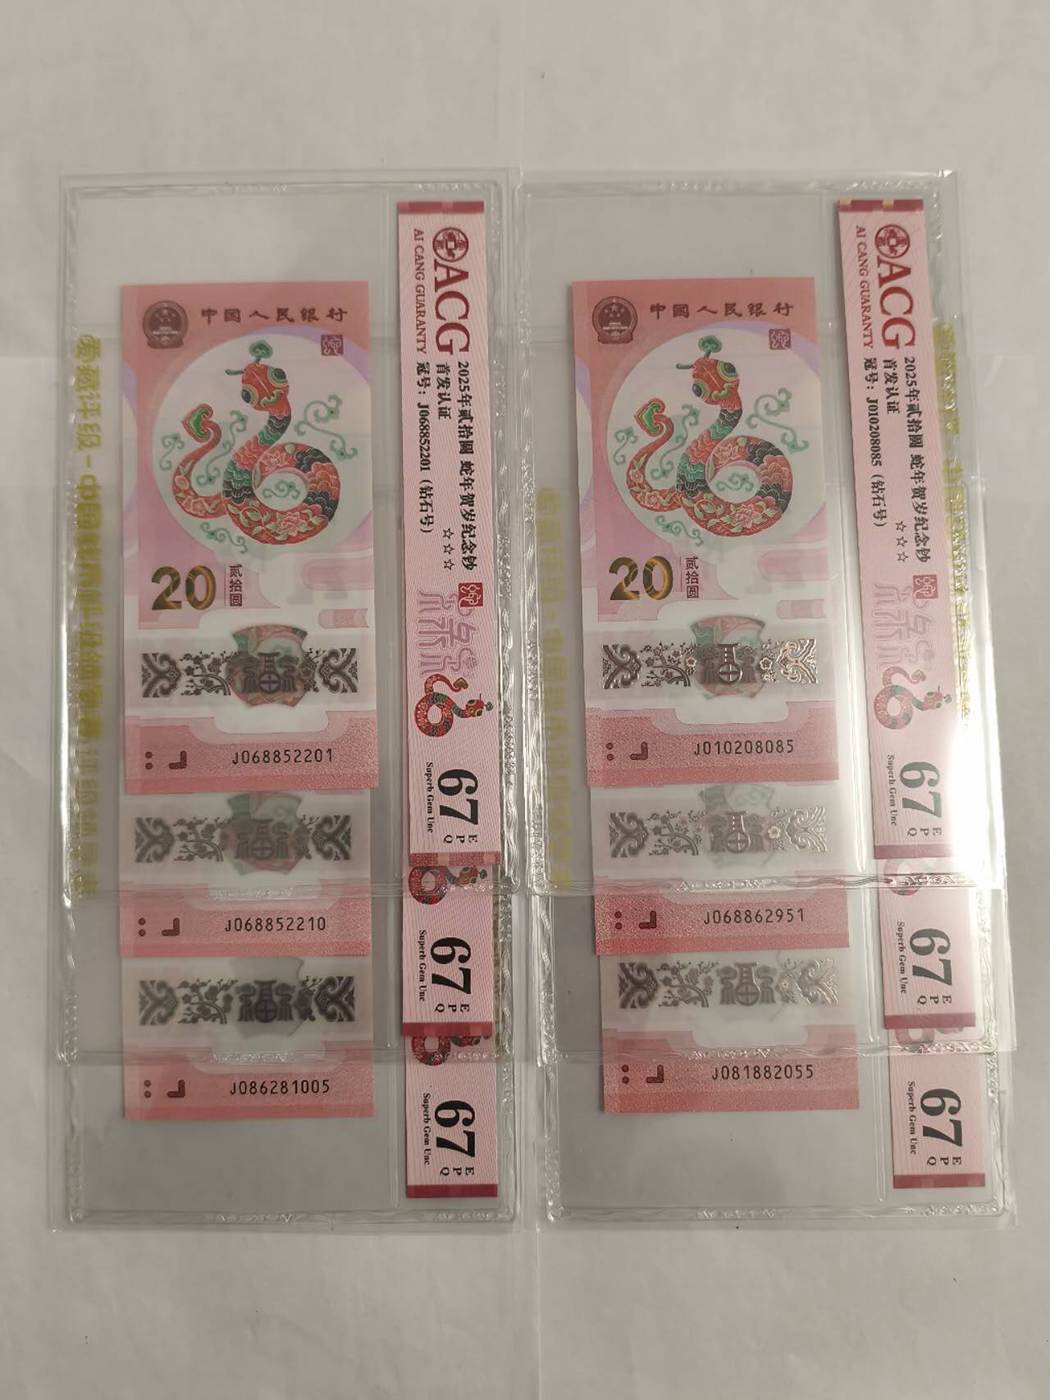 中国人民银行
20
贰拾圆
J068852201
J068852210
J086281005
ACG
AI CANG GUARANTY
2025年贰拾圆 蛇年贺岁纪念钞
首发认证 ☆☆☆
冠号：J068852201（钻石号）
67 EPQ
Superb Gem Unc
67 EPQ
Superb Gem Unc
67 EPQ
Superb Gem Unc
中国人民银行
20
贰拾圆
J010208085
J068862951
J081882055
ACG
AI CANG GUARANTY
2025年贰拾圆 蛇年贺岁纪念钞
首发认证 ☆☆☆
冠号：J010208085（钻石号）
67 EPQ
Superb Gem Unc
67 EPQ
Superb Gem Unc
67 EPQ
Superb Gem Unc